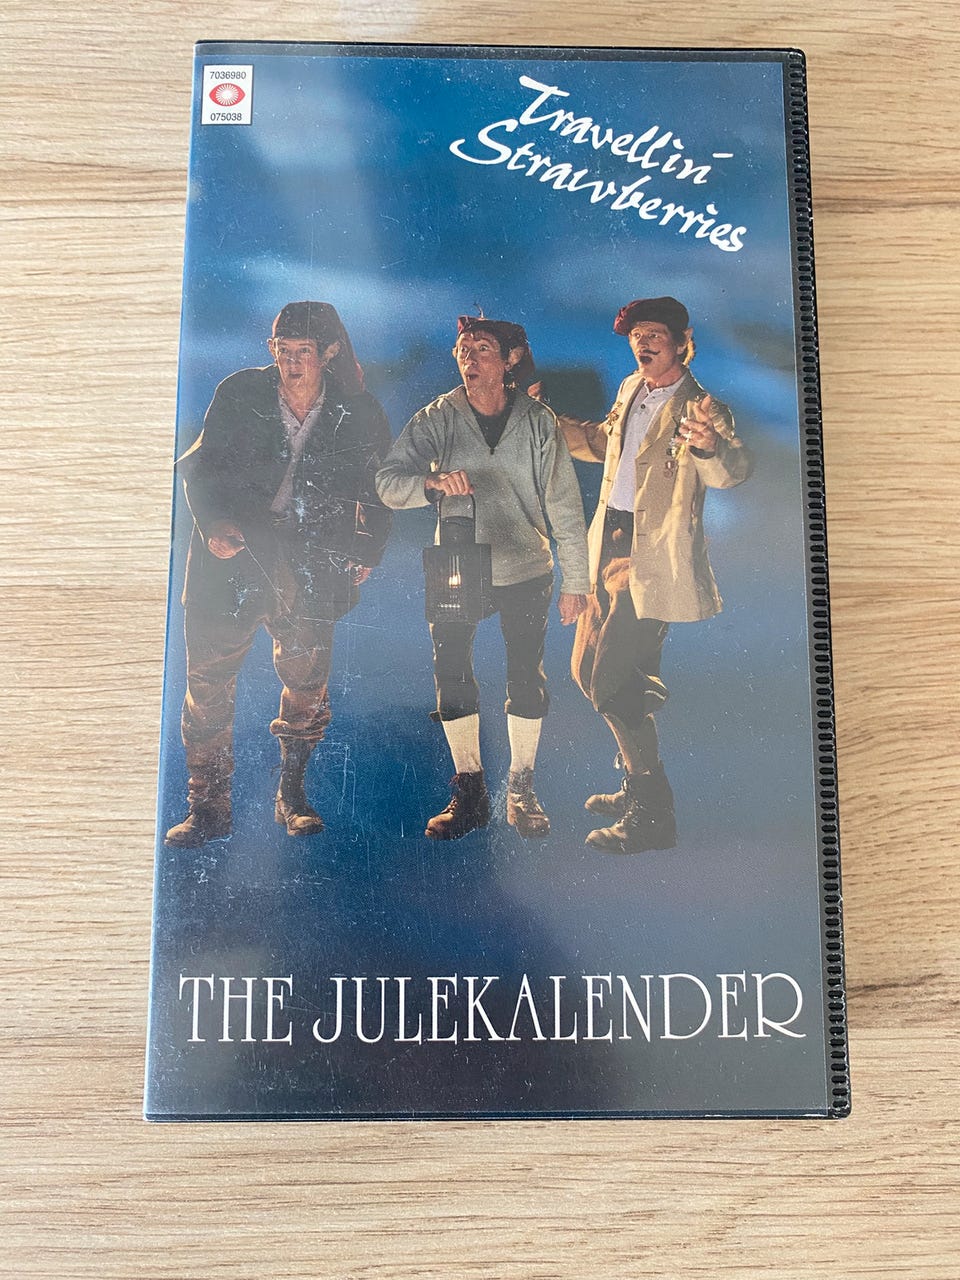 7036980
075038
Travellin'
Strawberries
THE JULEKALENDER